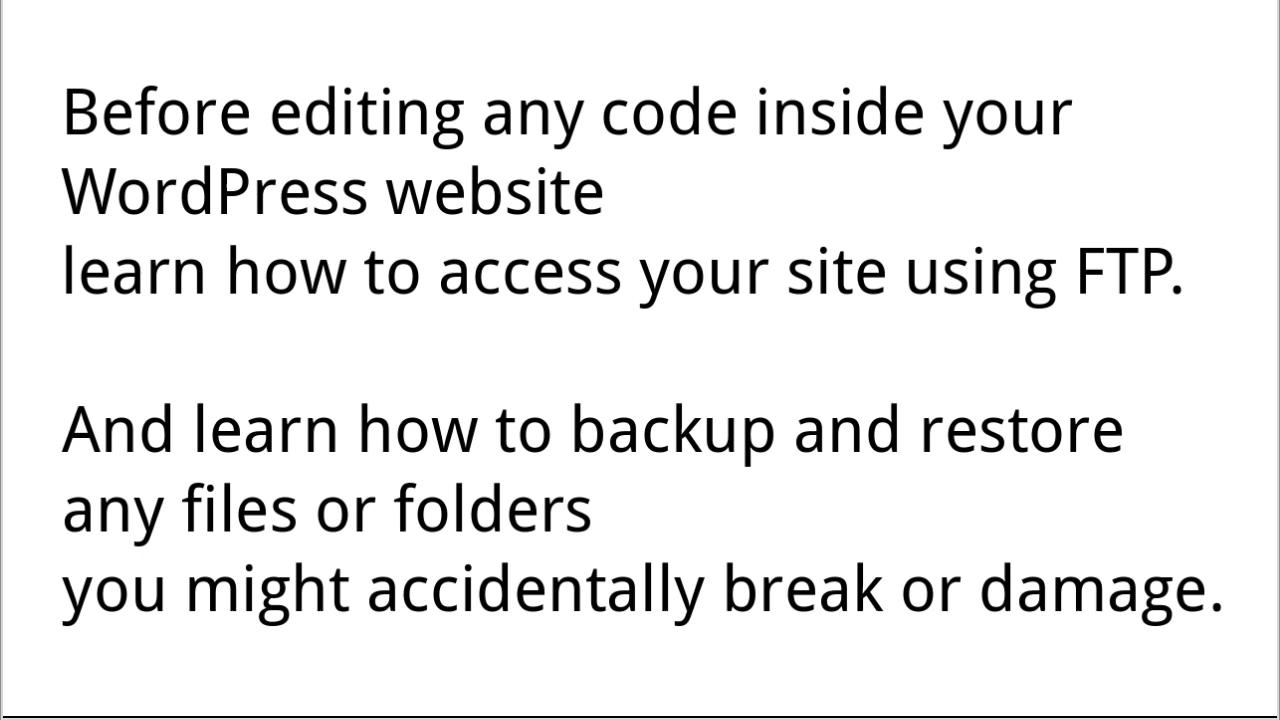 Before editing any code inside your
WordPress website
learn how to access your site using FTP.
And learn how to backup and restore
any files or folders
you might accidentally break or damage.